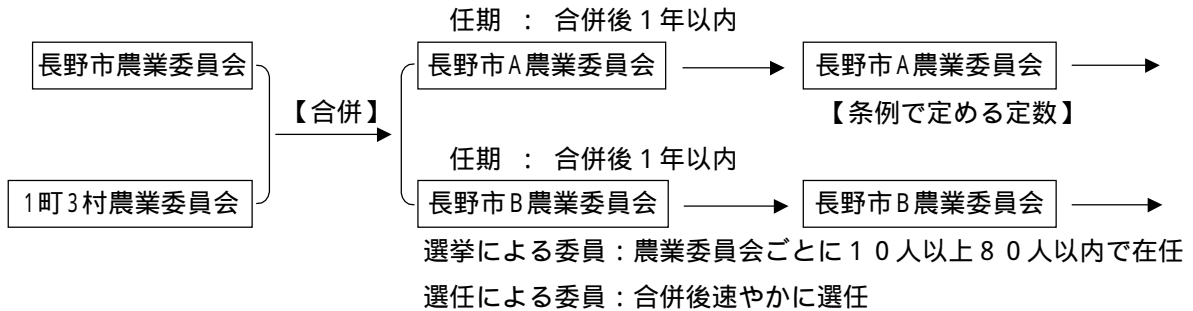 任期 : 合併後1年以内
長野市農業委員会
長野市A農業委員会
長野市A農業委員会
【合併】
【条例で定める定数】
任期 : 合併後1年以内
1町3村農業委員会
長野市B農業委員会
長野市B農業委員会
選挙による委員:農業委員会ごとに10人以上80人以内で在任
選任による委員:合併後速やかに選任